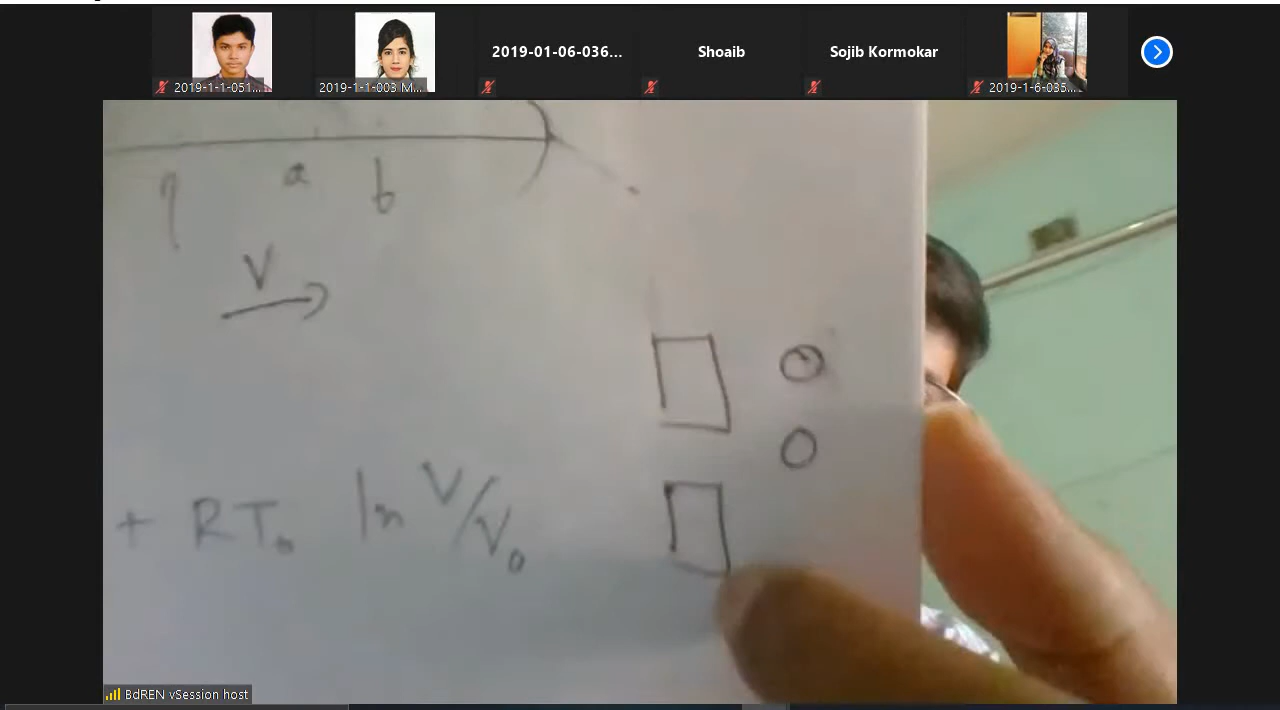 2019-01-06-036...
Shoaib
Sojib Kormokar
2019-1-1-051...
2019-1-1-003 M...
2019-1-6-035...
a b
V
+ RT₀ ln V/V₀
BdREN vSession host